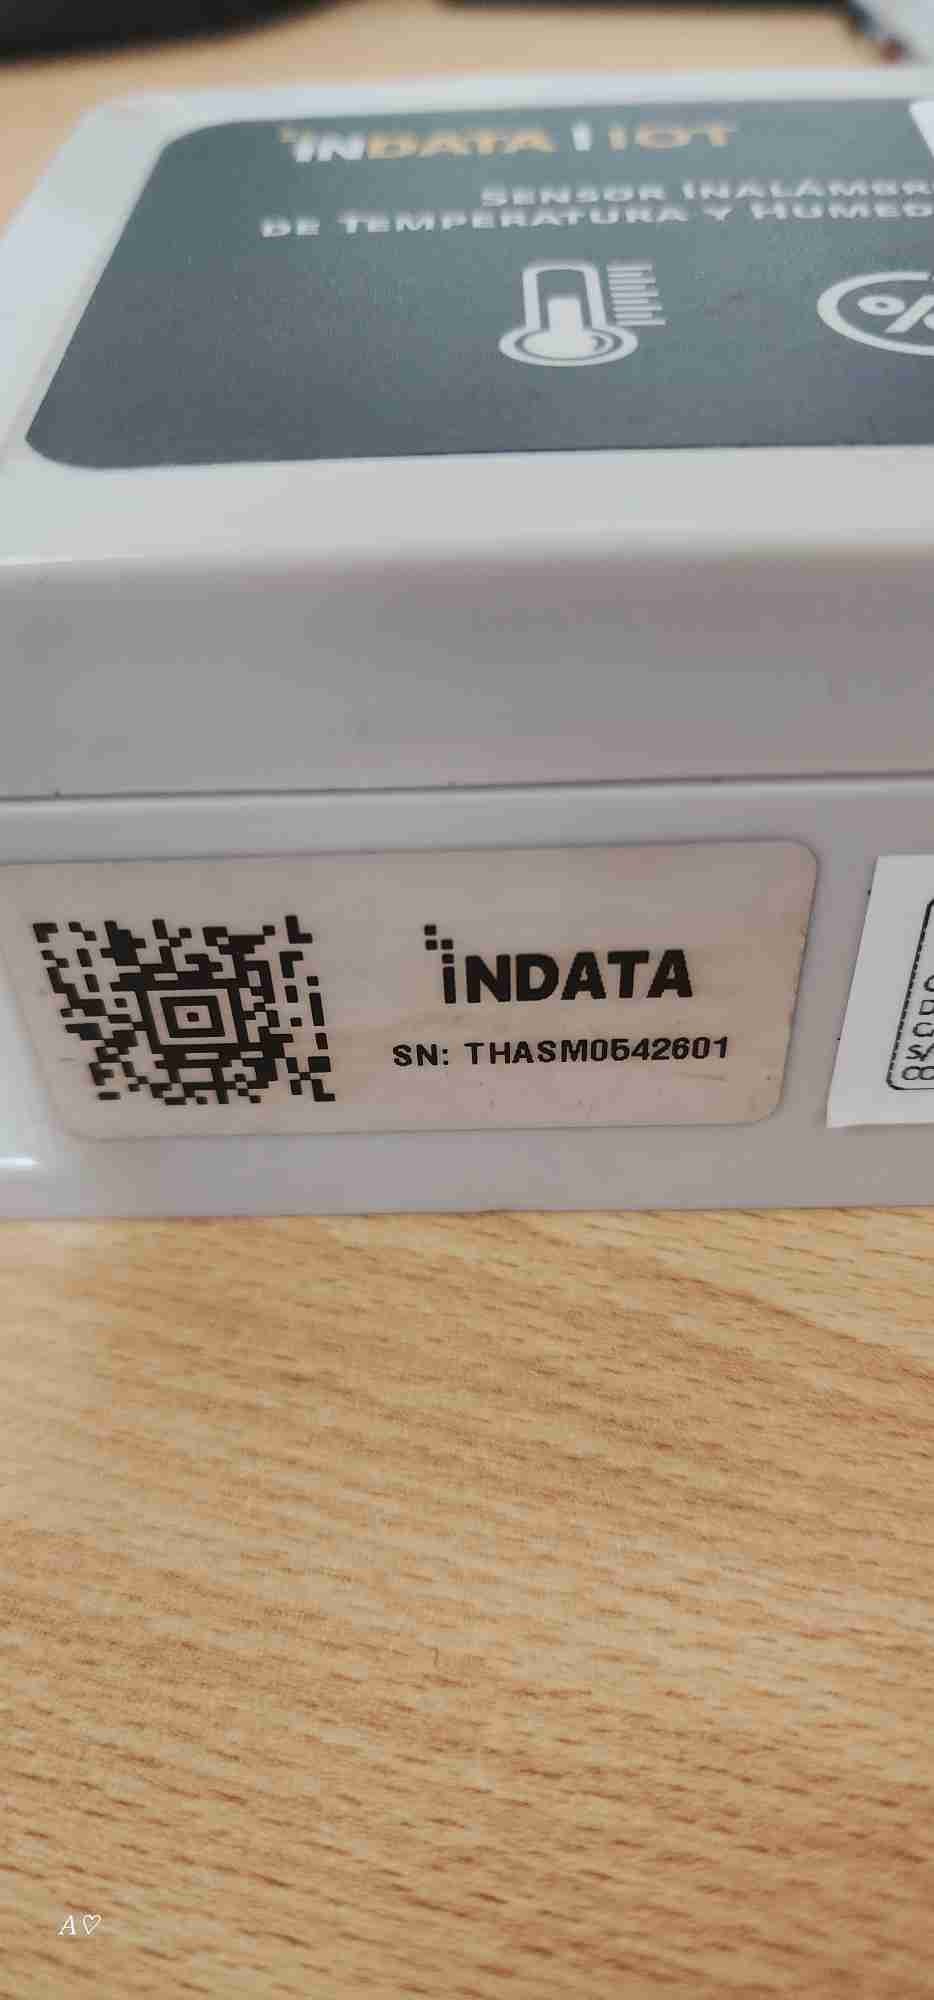 INDATA | IOT
SENSOR INALÁMBR
DE TEMPERATURA Y HUMED
%
INDATA
SN: THASM0542601
A♡